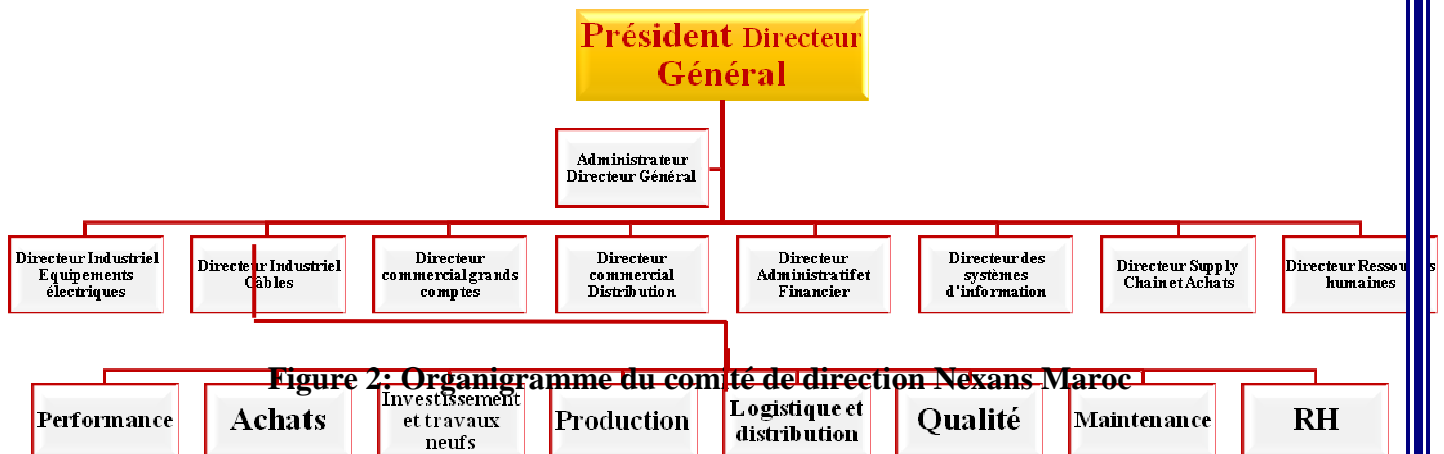 Président Directeur
Général
Administrateur
Directeur Général
Directeur Industriel
Equipements
électriques
Directeur Industriel
Câbles
Directeur
commercial grands
comptes
Directeur
commercial
Distribution
Directeur
Administratif et
Financier
Directeur des
systèmes
d'information
Directeur Supply
Chain et Achats
Directeur Ressources
humaines
Figure 2: Organigramme du comité de direction Nexans Maroc
Performance
Achats
Investissement
et travaux
neufs
Production
Logistique et
distribution
Qualité
Maintenance
RH